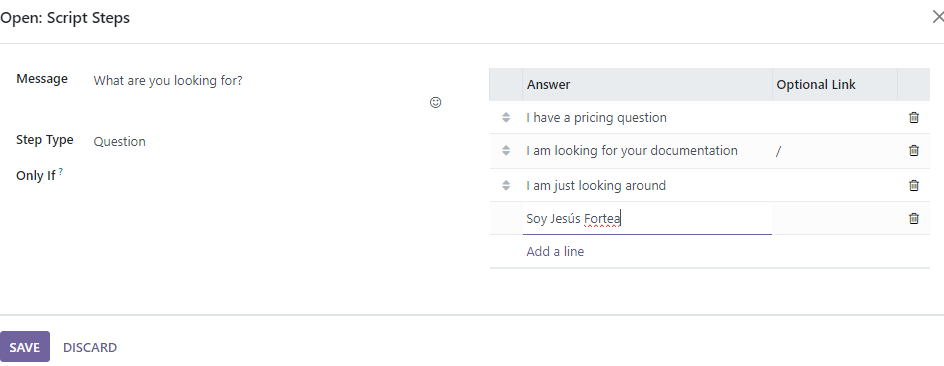 Open: Script Steps
Message What are you looking for?
Step Type Question
Only If ?
Answer Optional Link
I have a pricing question
I am looking for your documentation /
I am just looking around
Soy Jesús Fortea
Add a line
SAVE DISCARD